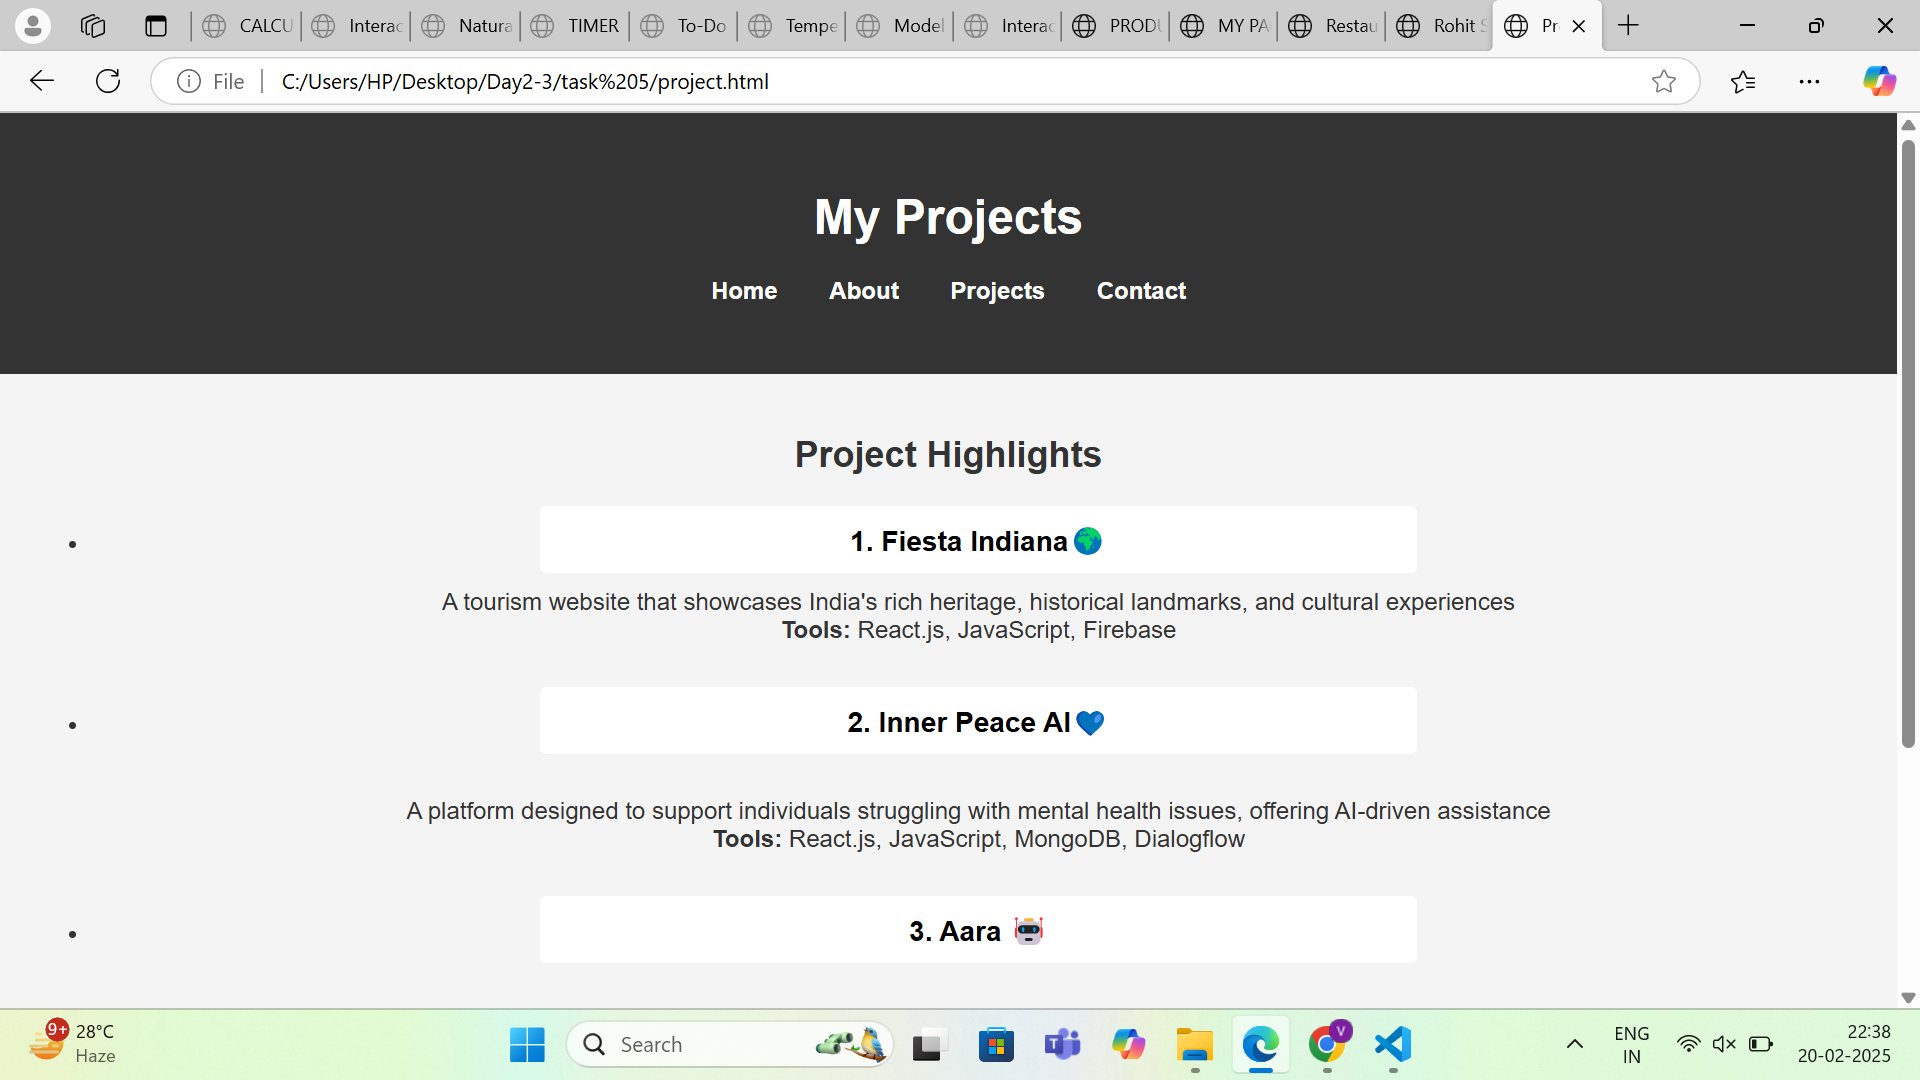 CALCU
Interac
Natura
TIMER
To-Do
Tempe
Model
Interac
PRODU
MY PA
Restau
Rohit S
Pr
File
C:/Users/HP/Desktop/Day2-3/task%205/project.html
My Projects
Home About Projects Contact
Project Highlights
1. Fiesta Indiana
A tourism website that showcases India's rich heritage, historical landmarks, and cultural experiences
Tools: React.js, JavaScript, Firebase
2. Inner Peace AI
A platform designed to support individuals struggling with mental health issues, offering AI-driven assistance
Tools: React.js, JavaScript, MongoDB, Dialogflow
3. Aara
9+
28°C
Haze
Search
T
V
ENG
IN
22:38
20-02-2025